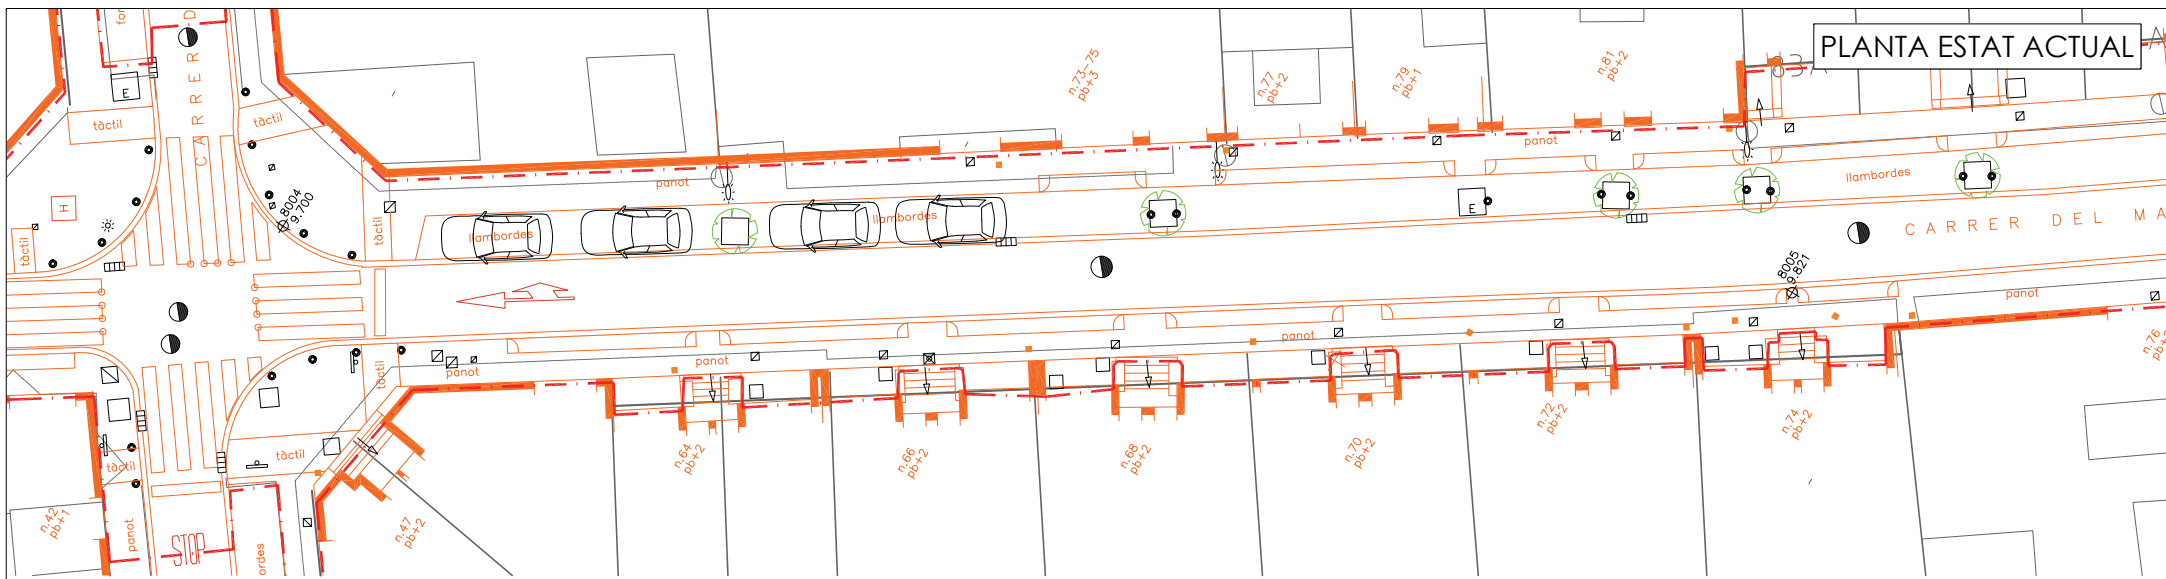 PLANTA ESTAT ACTUAL
CARRER D
E
tàctil
tàctil
n.73-75
pb+3
n.77
pb+2
n.79
pb+1
n.81
pb+2
panot
panot
llambordes
H
8004
9.700
tàctil
tàctil
llambordes
llambordes
E
CARRER DEL MA
8005
9.821
panot
panot
panot
panot
tàctil
n.76
pb+2
n.64
pb+2
n.66
pb+2
n.68
pb+2
n.70
pb+2
n.72
pb+2
n.74
pb+2
tàctil
tàctil
n.42
pb+1
panot
STOP
ordes
n.47
pb+2